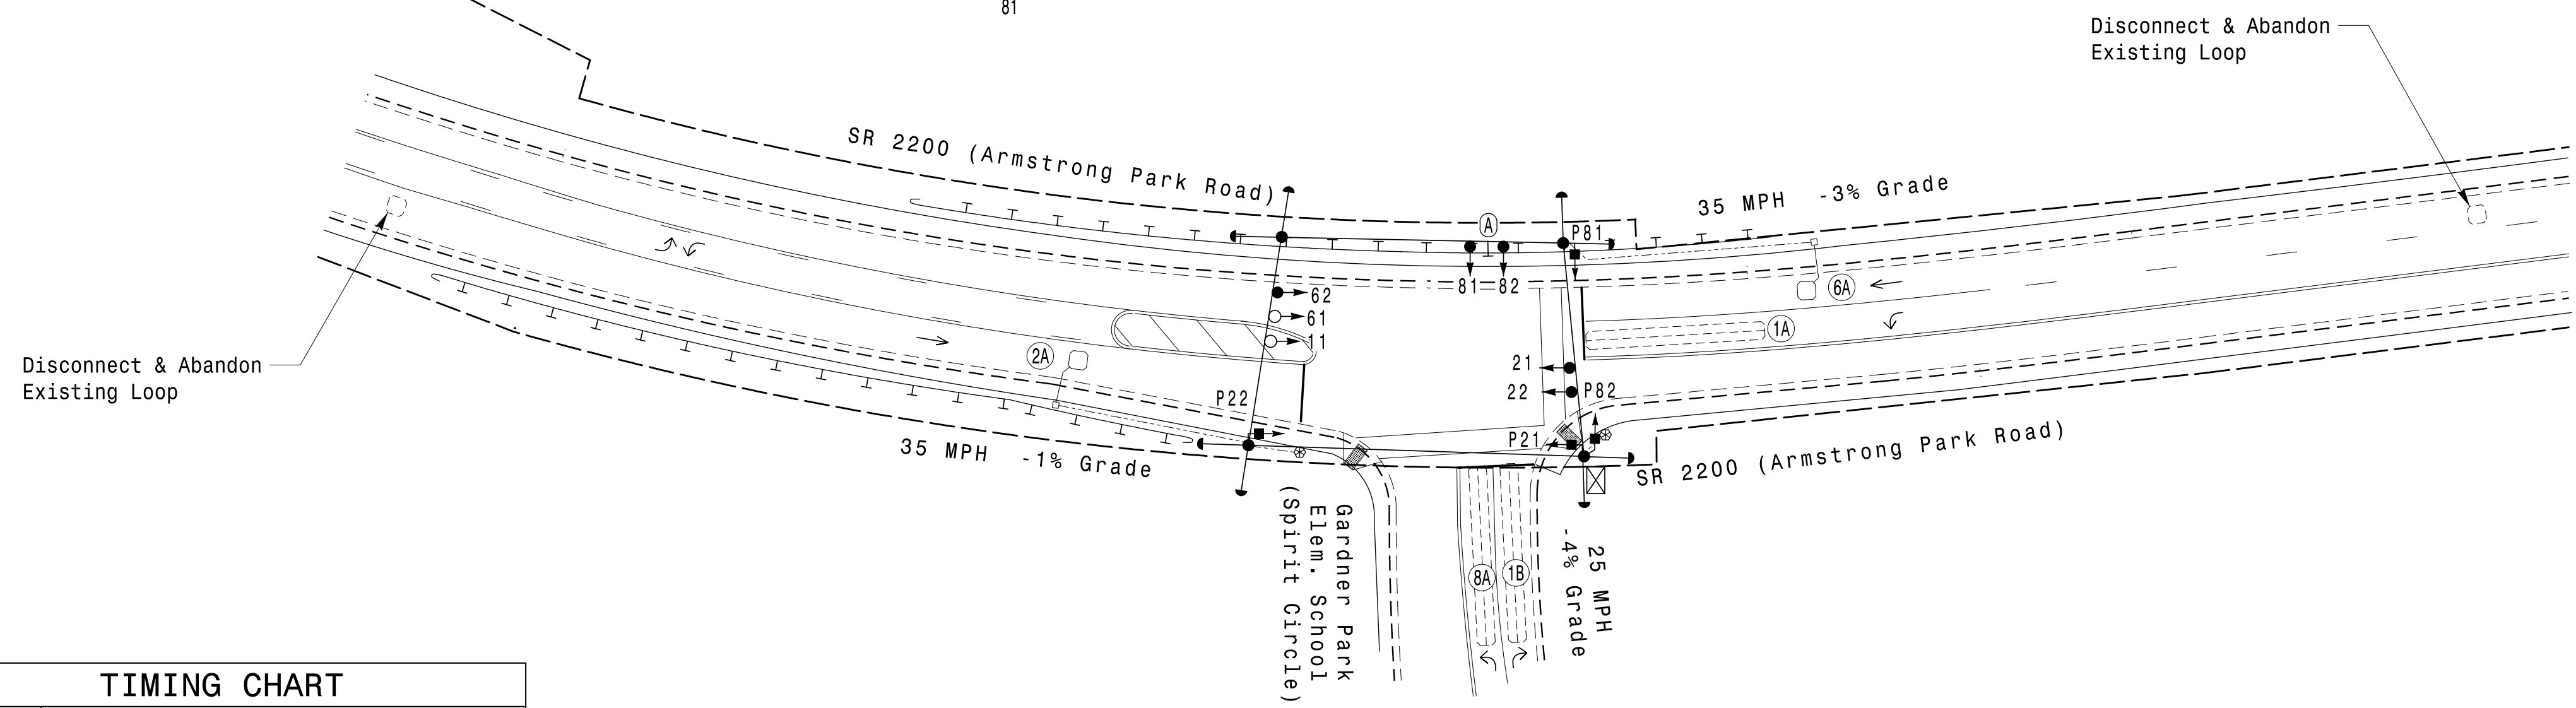 81
Disconnect & Abandon
Existing Loop
SR 2200 (Armstrong Park Road)
35 MPH -3% Grade
A
P81
81 82
62
61
11
6A
1A
2A
21
22
P82
P22
P21
Disconnect & Abandon
Existing Loop
35 MPH -1% Grade
SR 2200 (Armstrong Park Road)
Gardner Park
Elem. School
(Spirit Circle)
25 MPH
-4% Grade
8A
1B
TIMING CHART